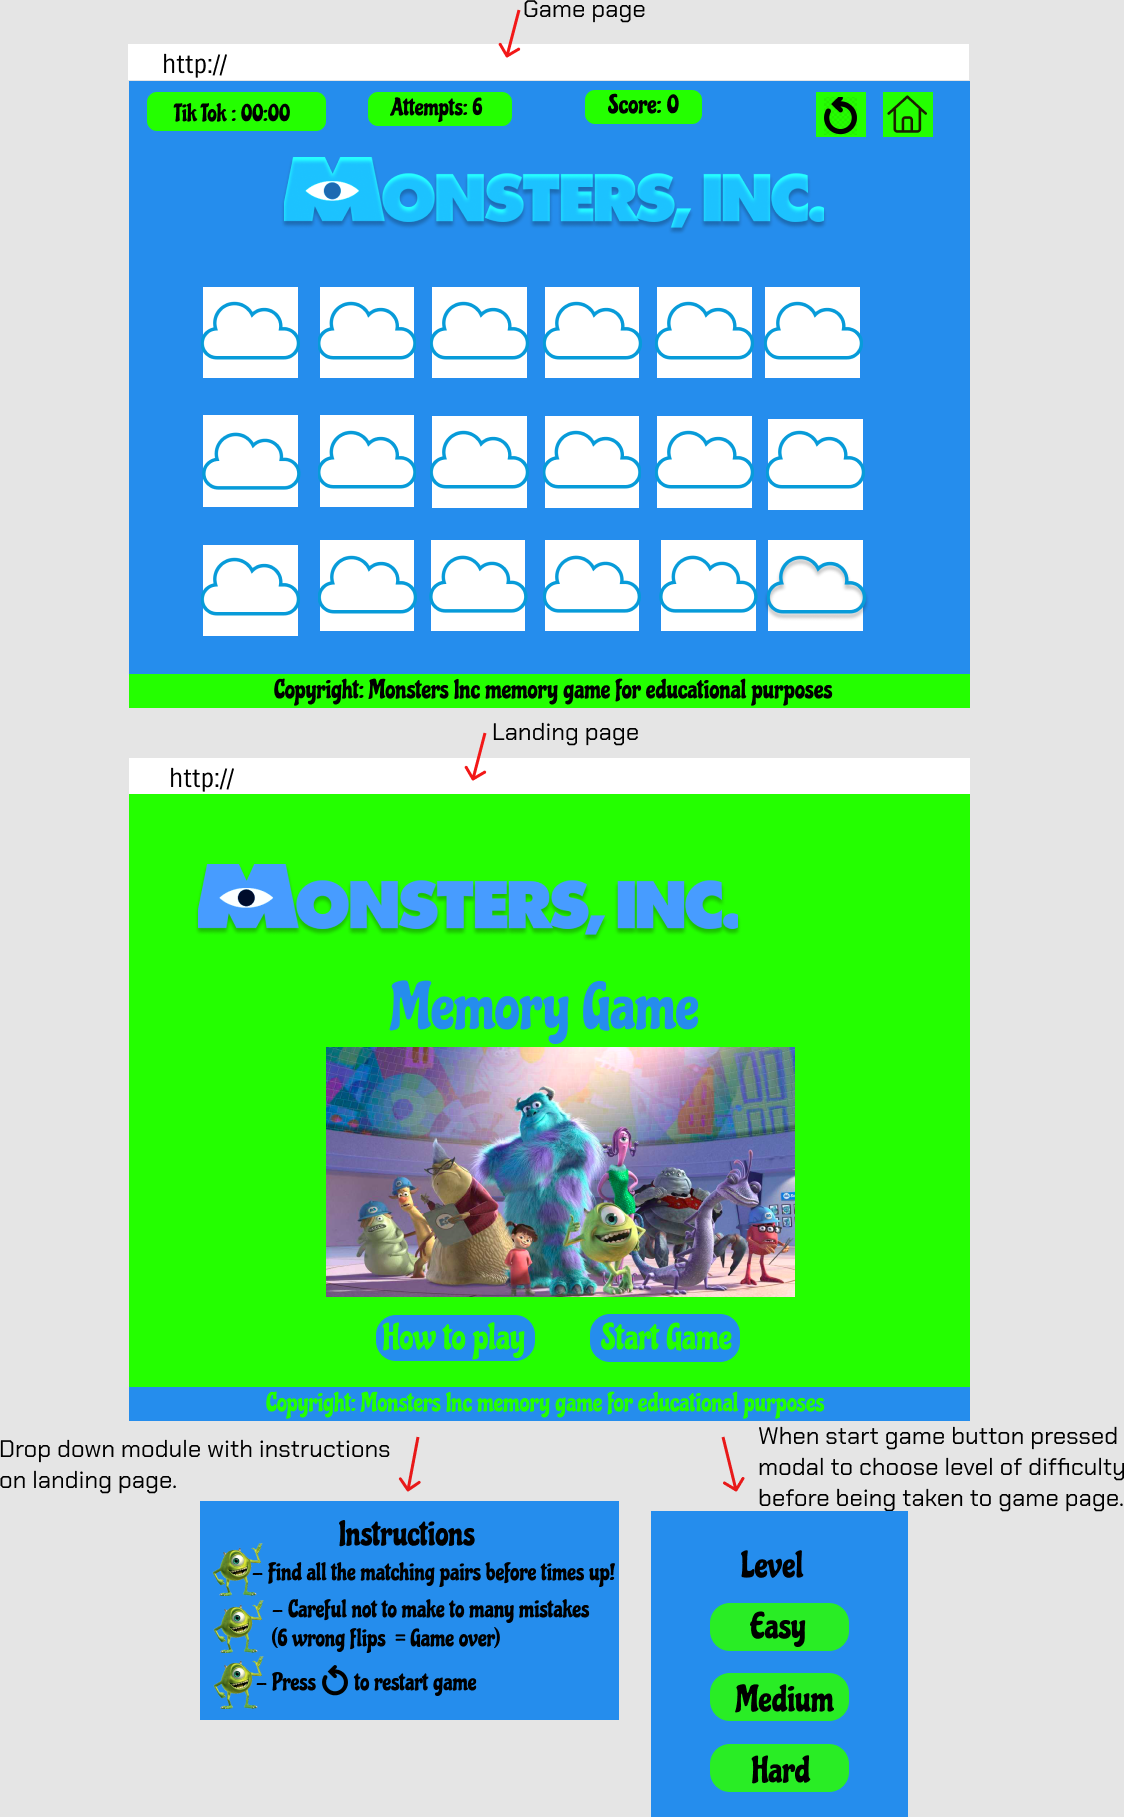 Game page
http://
Tik Tok : 00:00
Attempts: 6
Score: 0
MONSTERS, INC.
Copyright: Monsters Inc memory game for educational purposes
Landing page
http://
MONSTERS, INC.
Memory Game
How to play
Start Game
Copyright: Monsters Inc memory game for educational purposes
Drop down module with instructions
on landing page.
When start game button pressed
modal to choose level of difficulty
before being taken to game page.
Instructions
- Find all the matching pairs before times up!
- Careful not to make to many mistakes
(6 wrong flips = Game over)
- Press to restart game
Level
Easy
Medium
Hard